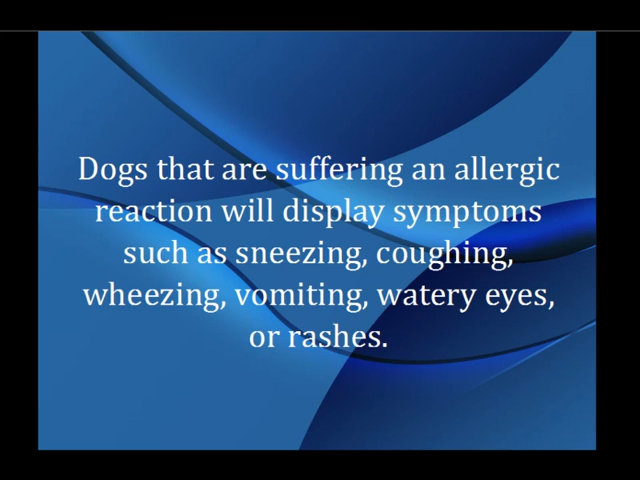 Dogs that are suffering an allergic
reaction will display symptoms
such as sneezing, coughing,
wheezing, vomiting, watery eyes,
or rashes.